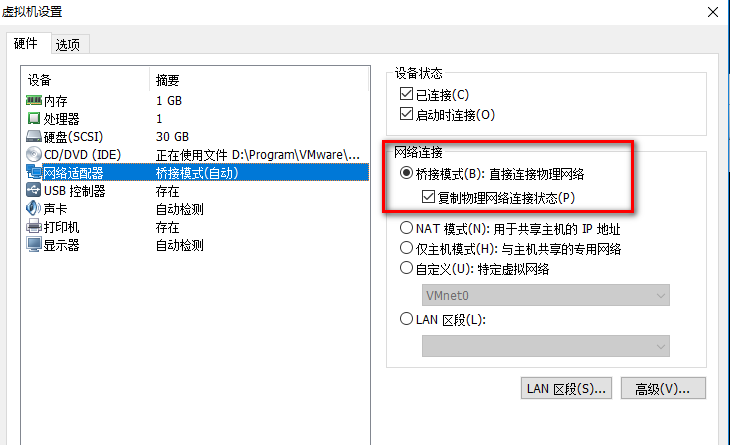 虚拟机设置
硬件 选项
设备 摘要
内存 1 GB
处理器 1
硬盘(SCSI) 30 GB
CD/DVD (IDE) 正在使用文件 D:\Program\VMware\...
网络适配器 桥接模式(自动)
USB 控制器 存在
声卡 自动检测
打印机 存在
显示器 自动检测
设备状态
已连接(C)
启动时连接(O)
网络连接
桥接模式(B): 直接连接物理网络
复制物理网络连接状态(P)
NAT 模式(N): 用于共享主机的 IP 地址
仅主机模式(H): 与主机共享的专用网络
自定义(U): 特定虚拟网络
VMnet0
LAN 区段(L):
LAN 区段(S)... 高级(V)...